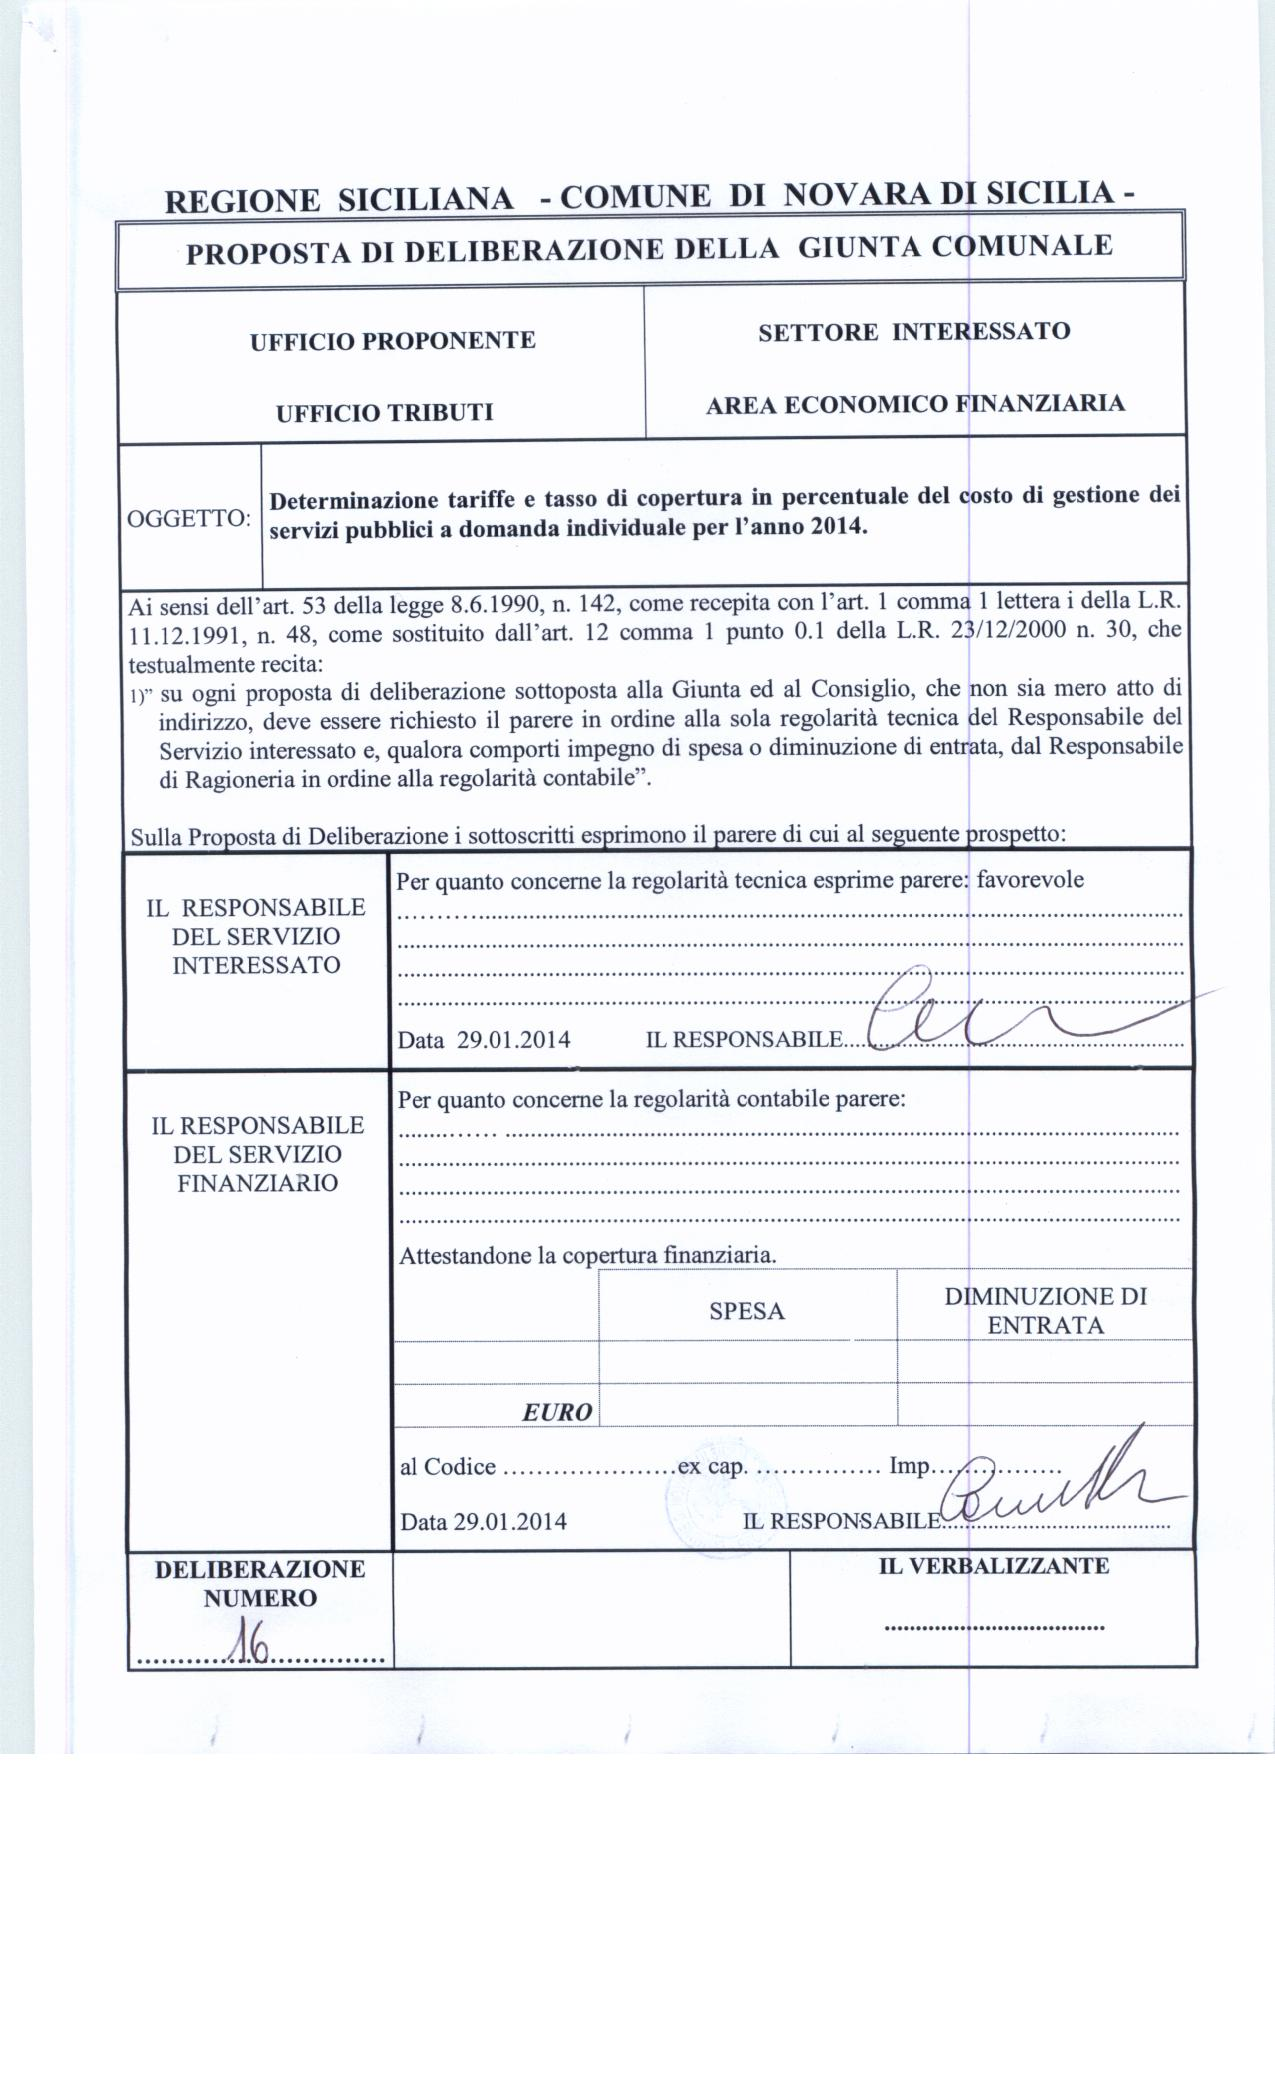 REGIONE SICILIANA - COMUNE DI NOVARA DI SICILIA -
PROPOSTA DI DELIBERAZIONE DELLA GIUNTA COMUNALE
UFFICIO PROPONENTE
UFFICIO TRIBUTI
SETTORE INTERESSATO
AREA ECONOMICO FINANZIARIA
OGGETTO:
Determinazione tariffe e tasso di copertura in percentuale del costo di gestione dei
servizi pubblici a domanda individuale per l'anno 2014.
Ai sensi dell'art. 53 della legge 8.6.1990, n. 142, come recepita con l'art. 1 comma 1 lettera i della L.R.
11.12.1991, n. 48, come sostituito dall'art. 12 comma 1 punto 0.1 della L.R. 23/12/2000 n. 30, che
testualmente recita:
1)” su ogni proposta di deliberazione sottoposta alla Giunta ed al Consiglio, che non sia mero atto di
indirizzo, deve essere richiesto il parere in ordine alla sola regolarità tecnica del Responsabile del
Servizio interessato e, qualora comporti impegno di spesa o diminuzione di entrata, dal Responsabile
di Ragioneria in ordine alla regolarità contabile”.
Sulla Proposta di Deliberazione i sottoscritti esprimono il parere di cui al seguente prospetto:
IL RESPONSABILE
DEL SERVIZIO
INTERESSATO
Per quanto concerne la regolarità tecnica esprime parere: favorevole
Data 29.01.2014 IL RESPONSABILE
IL RESPONSABILE
DEL SERVIZIO
FINANZIARIO
Per quanto concerne la regolarità contabile parere:
Attestandone la copertura finanziaria.
SPESA
DIMINUZIONE DI
ENTRATA
EURO
al Codice ........................ ex cap. ................ Imp..................
Data 29.01.2014 IL RESPONSABILE
DELIBERAZIONE
NUMERO
16
IL VERBALIZZANTE